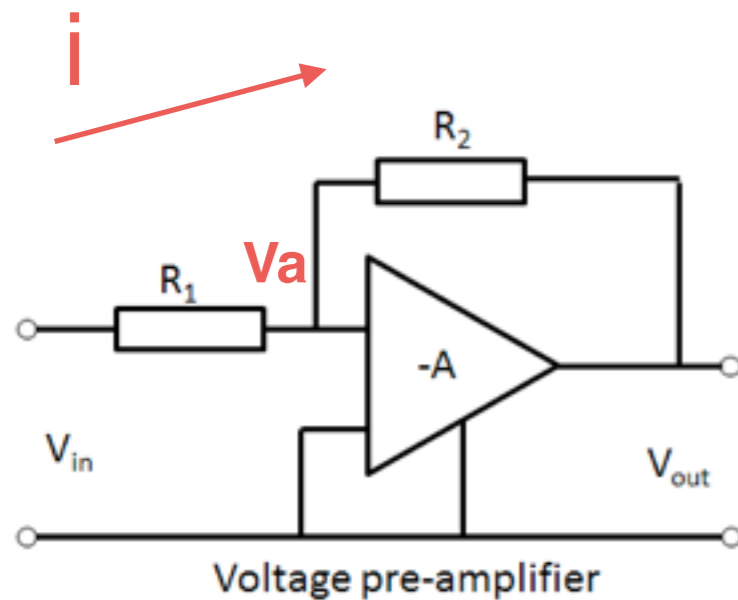 i
R₂
Va
R₁
-A
Vin
Vout
Voltage pre-amplifier